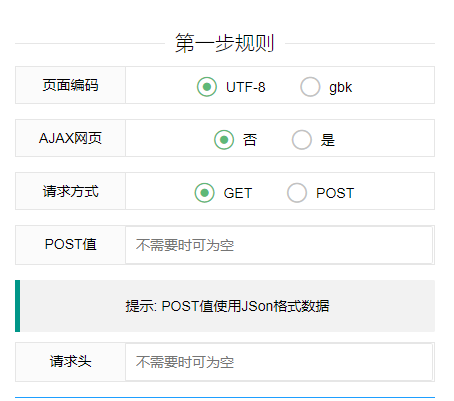 第一步规则
页面编码 UTF-8 gbk
AJAX网页 否 是
请求方式 GET POST
POST值 不需要时可为空
提示: POST值使用JSon格式数据
请求头 不需要时可为空